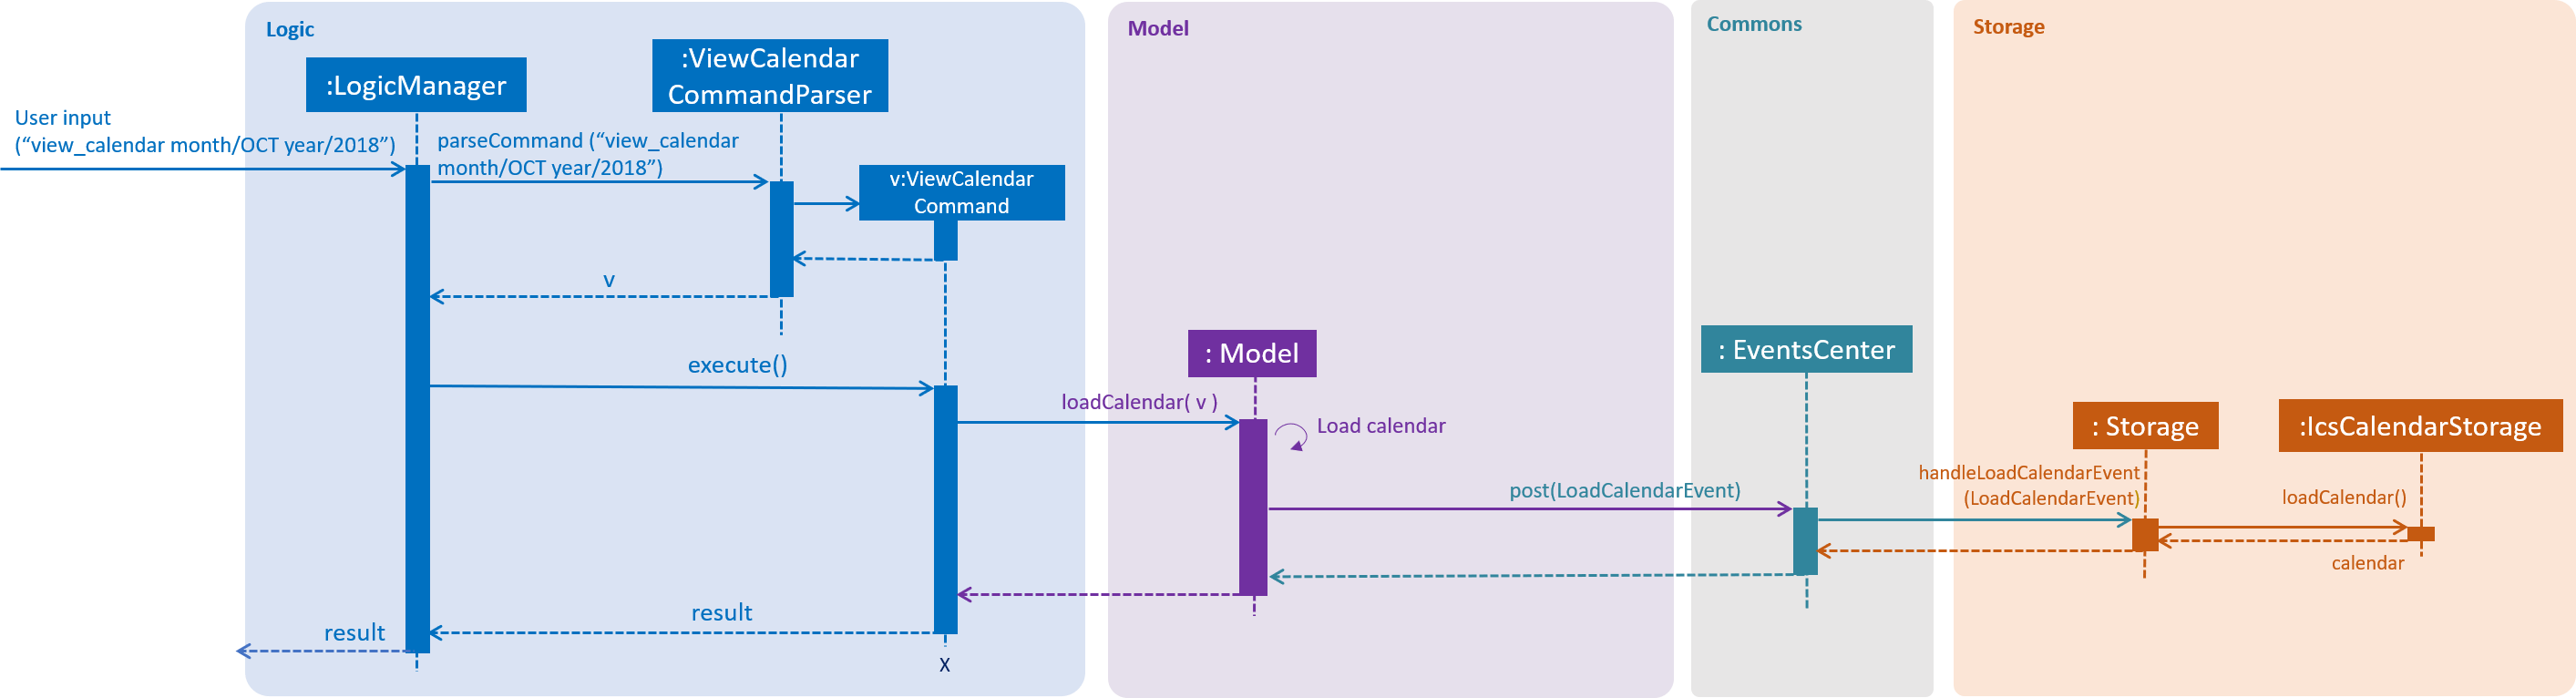 Logic
Model
Commons
Storage
:LogicManager
:ViewCalendar
CommandParser
User input
(“view_calendar month/OCT year/2018”)
parseCommand (“view_calendar
month/OCT year/2018”)
v:ViewCalendar
Command
v
execute()
: Model
: EventsCenter
loadCalendar( v )
Load calendar
: Storage
:IcsCalendarStorage
post(LoadCalendarEvent)
handleLoadCalendarEvent
(LoadCalendarEvent)
loadCalendar()
calendar
result
result
X